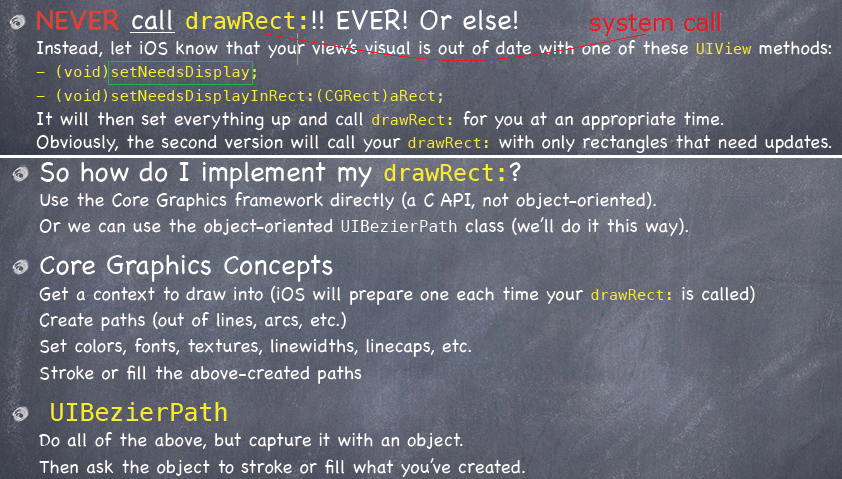 NEVER call drawRect:!! EVER! Or else!
system call
Instead, let iOS know that your view's visual is out of date with one of these UIView methods:
- (void)setNeedsDisplay;
- (void)setNeedsDisplayInRect:(CGRect)aRect;
It will then set everything up and call drawRect: for you at an appropriate time.
Obviously, the second version will call your drawRect: with only rectangles that need updates.
So how do I implement my drawRect:?
Use the Core Graphics framework directly (a C API, not object-oriented).
Or we can use the object-oriented UIBezierPath class (we'll do it this way).
Core Graphics Concepts
Get a context to draw into (iOS will prepare one each time your drawRect: is called)
Create paths (out of lines, arcs, etc.)
Set colors, fonts, textures, linewidths, linecaps, etc.
Stroke or fill the above-created paths
UIBezierPath
Do all of the above, but capture it with an object.
Then ask the object to stroke or fill what you've created.